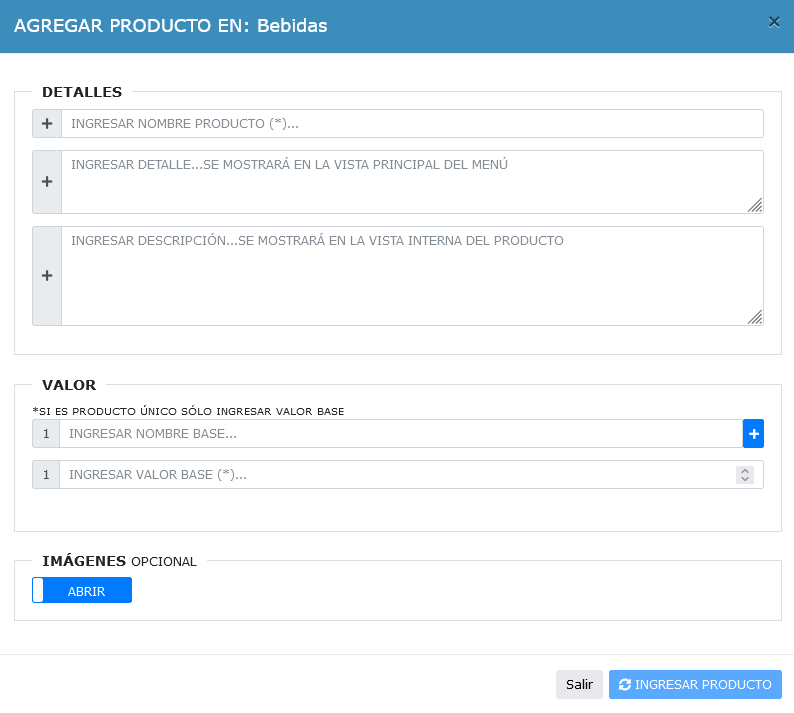 AGREGAR PRODUCTO EN: Bebidas
DETALLES
INGRESAR NOMBRE PRODUCTO (*)...
INGRESAR DETALLE...SE MOSTRARÁ EN LA VISTA PRINCIPAL DEL MENÚ
INGRESAR DESCRIPCIÓN...SE MOSTRARÁ EN LA VISTA INTERNA DEL PRODUCTO
VALOR
*SI ES PRODUCTO ÚNICO SÓLO INGRESAR VALOR BASE
1 INGRESAR NOMBRE BASE...
1 INGRESAR VALOR BASE (*)...
IMÁGENES OPCIONAL
ABRIR
Salir INGRESAR PRODUCTO